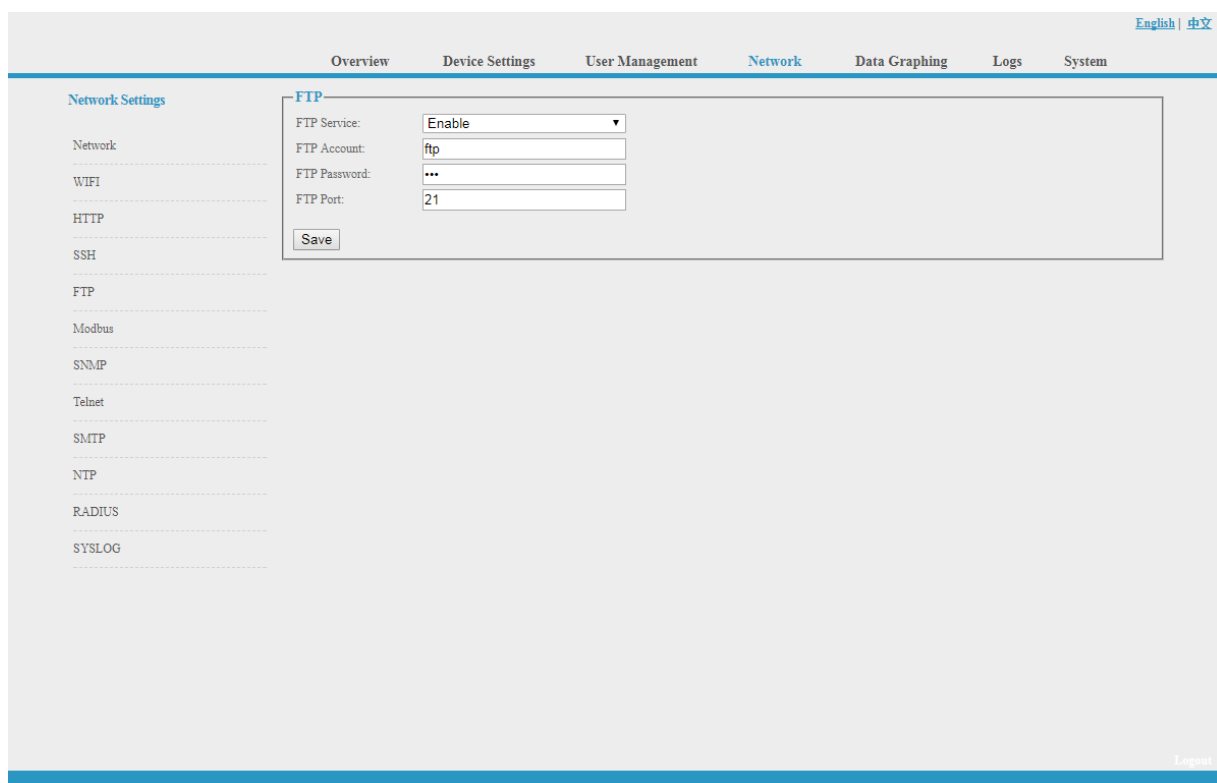 English | 中文
Overview Device Settings User Management Network Data Graphing Logs System
Network Settings
Network
WIFI
HTTP
SSH
FTP
Modbus
SNMP
Telnet
SMTP
NTP
RADIUS
SYSLOG
FTP
FTP Service: Enable
FTP Account: ftp
FTP Password: •••
FTP Port: 21
Save
Logout